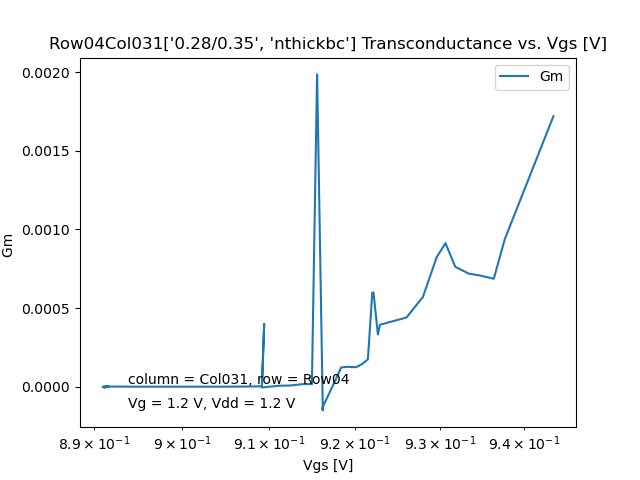 Row04Col031['0.28/0.35', 'nthickbc'] Transconductance vs. Vgs [V]
Gm
0.0020
0.0015
0.0010
0.0005
0.0000
Gm
column = Col031, row = Row04
Vg = 1.2 V, Vdd = 1.2 V
8.9 × 10⁻¹ 9 × 10⁻¹ 9.1 × 10⁻¹ 9.2 × 10⁻¹ 9.3 × 10⁻¹ 9.4 × 10⁻¹
Vgs [V]